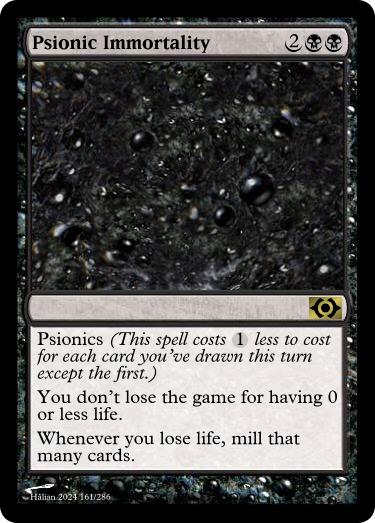 Psionic Immortality 2
Psionics (This spell costs 1 less to cost
for each card you've drawn this turn
except the first.)
You don't lose the game for having 0
or less life.
Whenever you lose life, mill that
many cards.
Hálian 2024 161/286